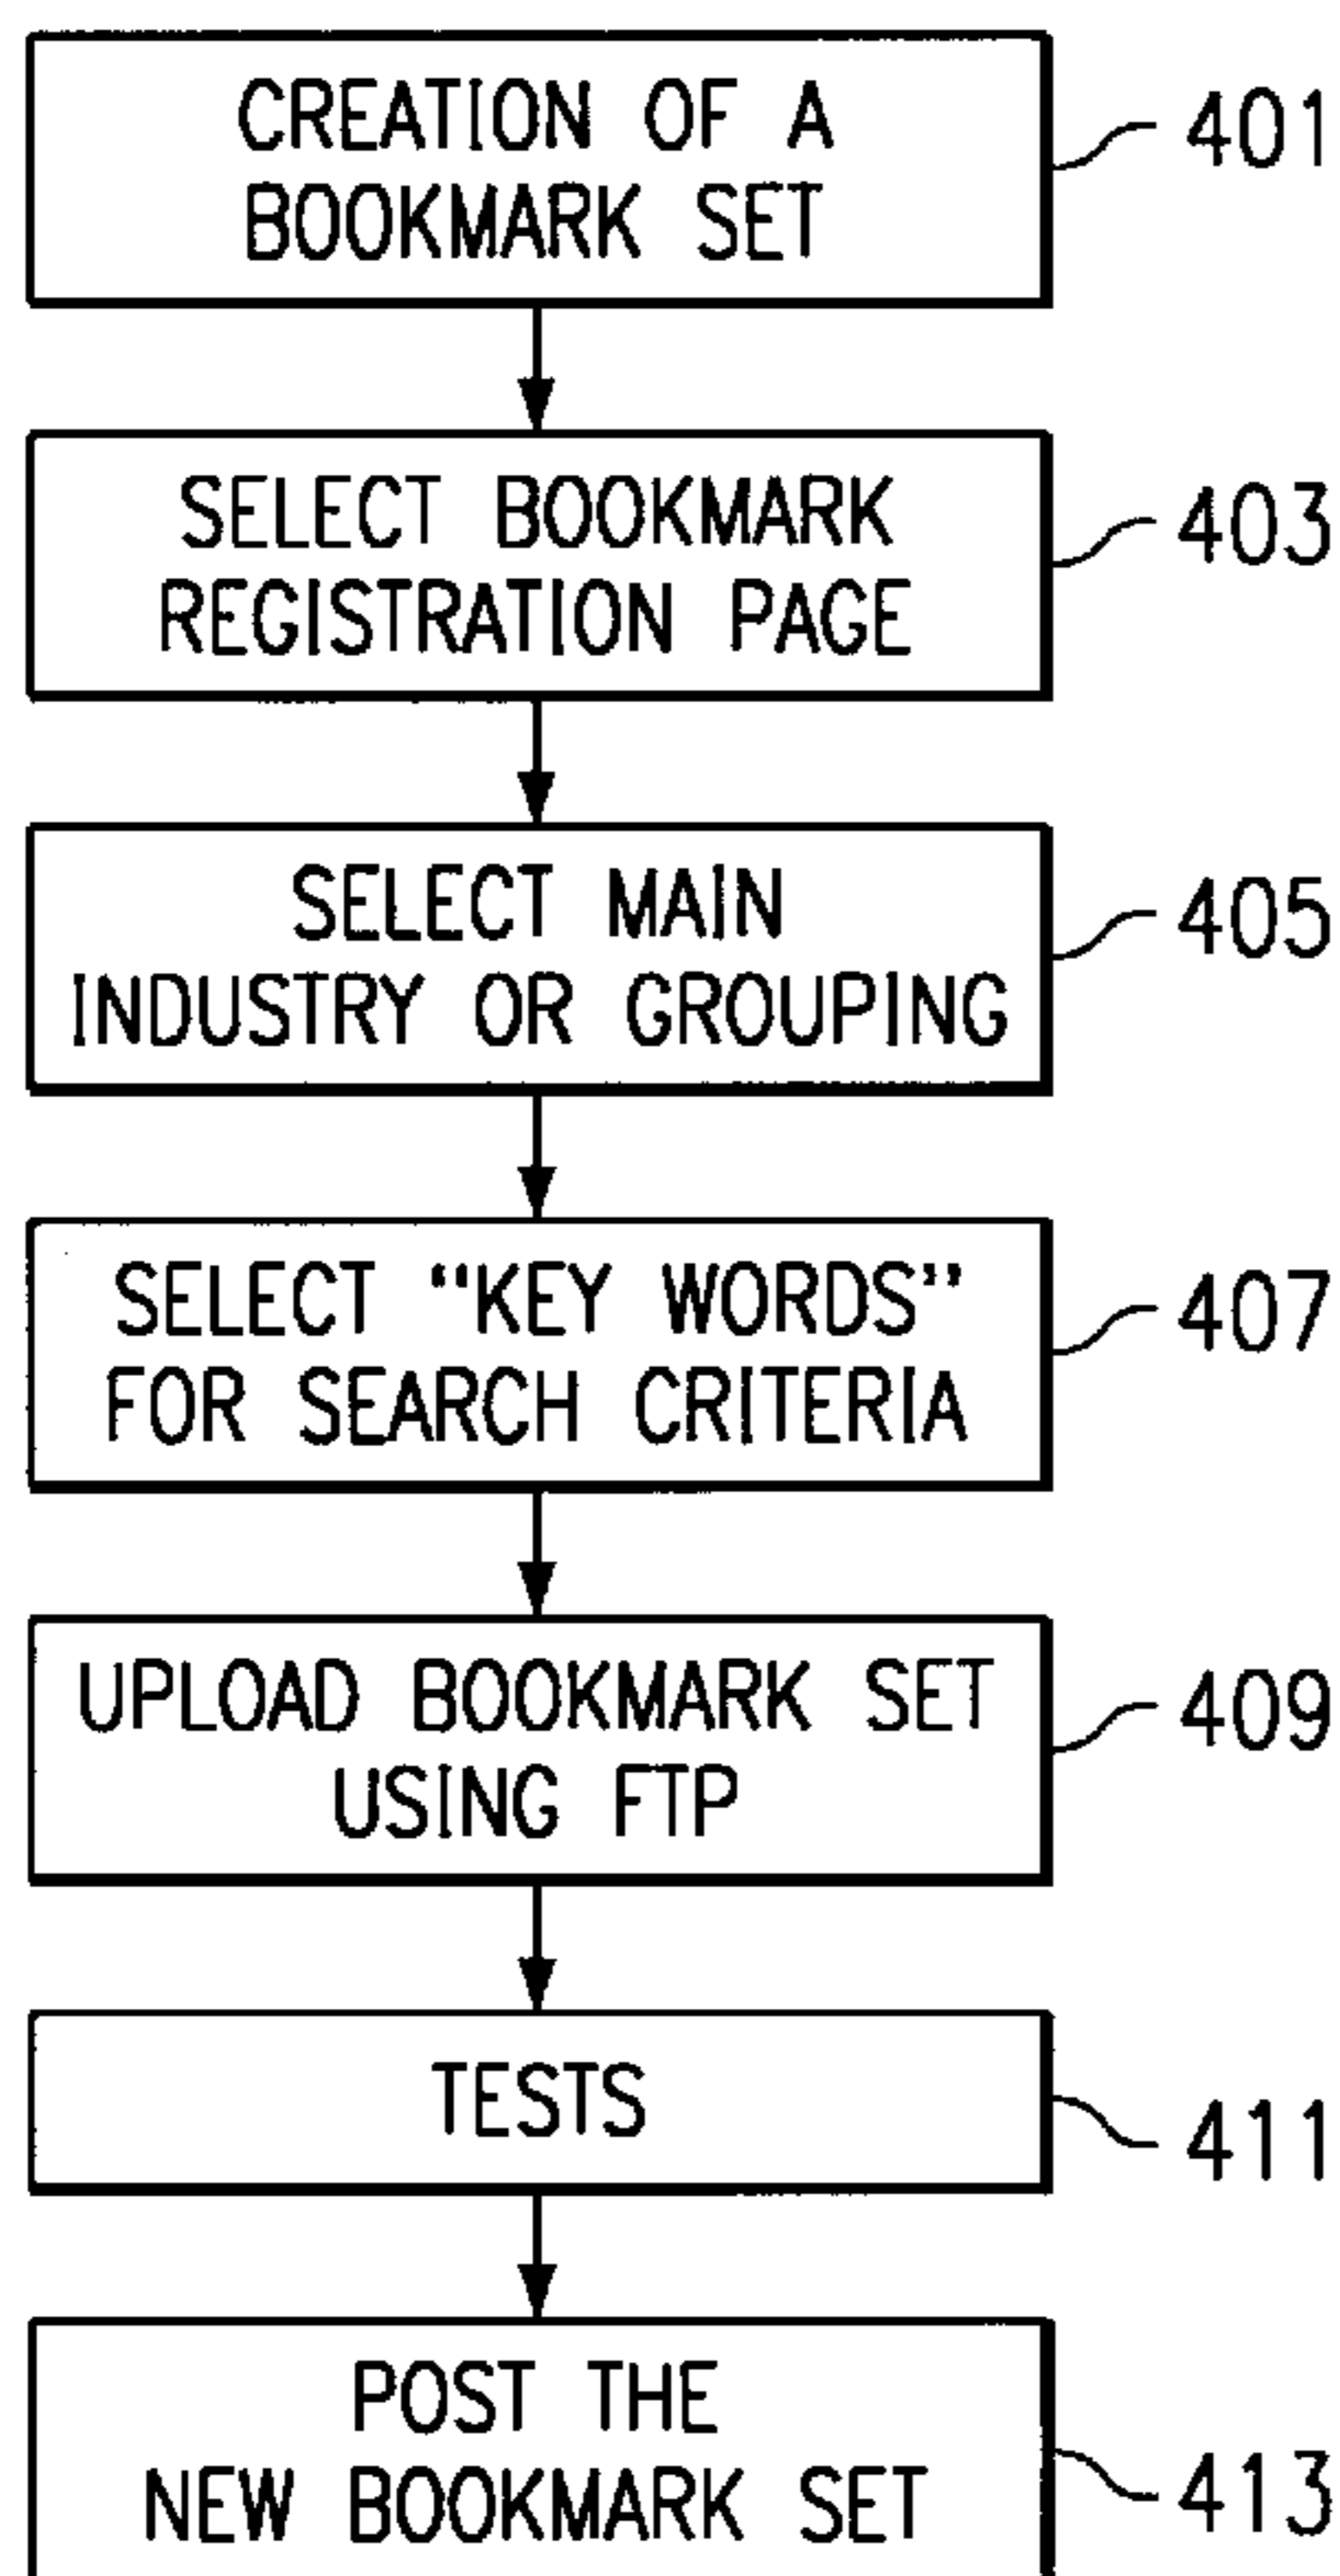 CREATION OF A
BOOKMARK SET
401
SELECT BOOKMARK
REGISTRATION PAGE
403
SELECT MAIN
INDUSTRY OR GROUPING
405
SELECT “KEY WORDS”
FOR SEARCH CRITERIA
407
UPLOAD BOOKMARK SET
USING FTP
409
TESTS
411
POST THE
NEW BOOKMARK SET
413